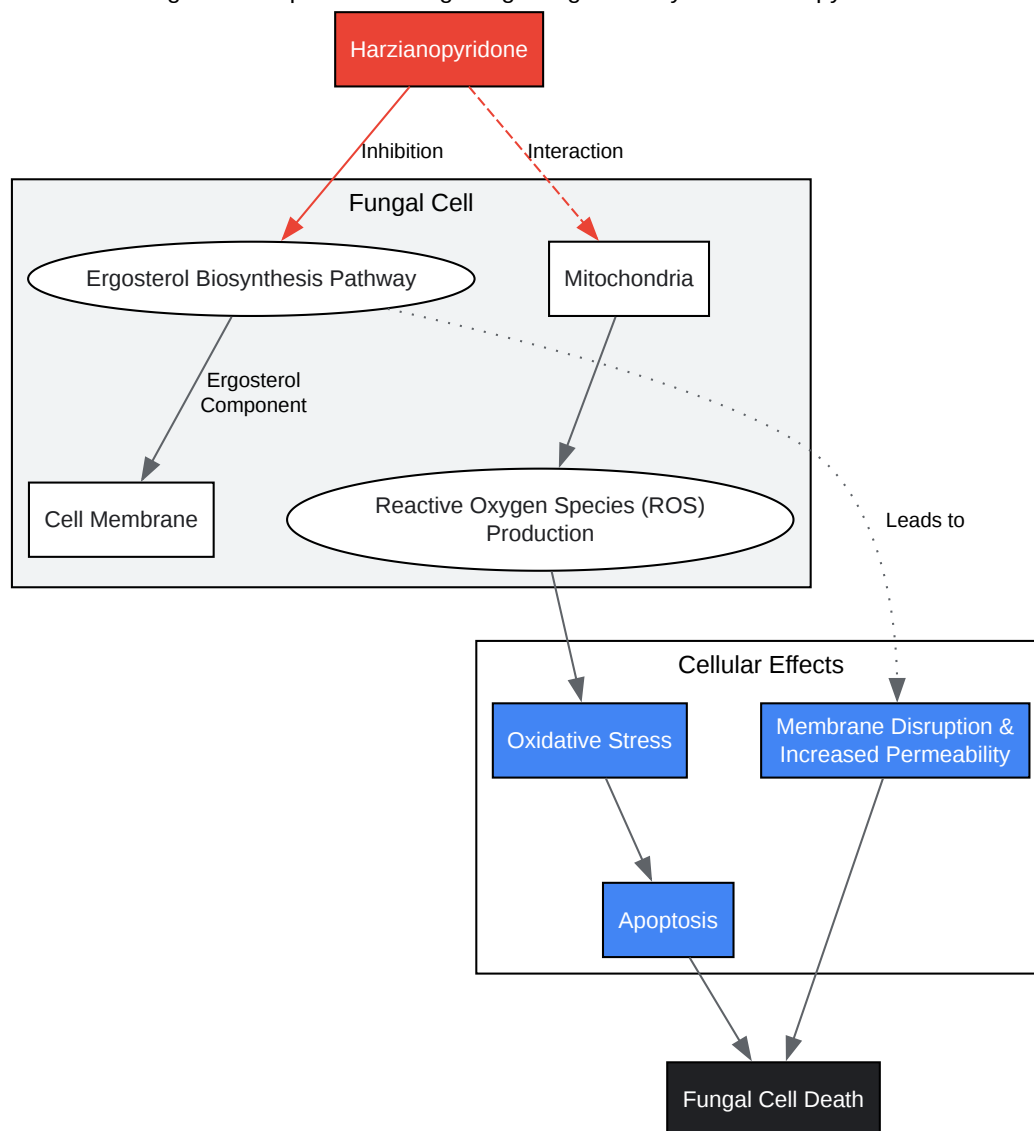 Harzianopyridone
Inhibition
Interaction
Fungal Cell
Ergosterol Biosynthesis Pathway
Mitochondria
Ergosterol
Component
Cell Membrane
Reactive Oxygen Species (ROS)
Production
Leads to
Cellular Effects
Oxidative Stress
Membrane Disruption &
Increased Permeability
Apoptosis
Fungal Cell Death